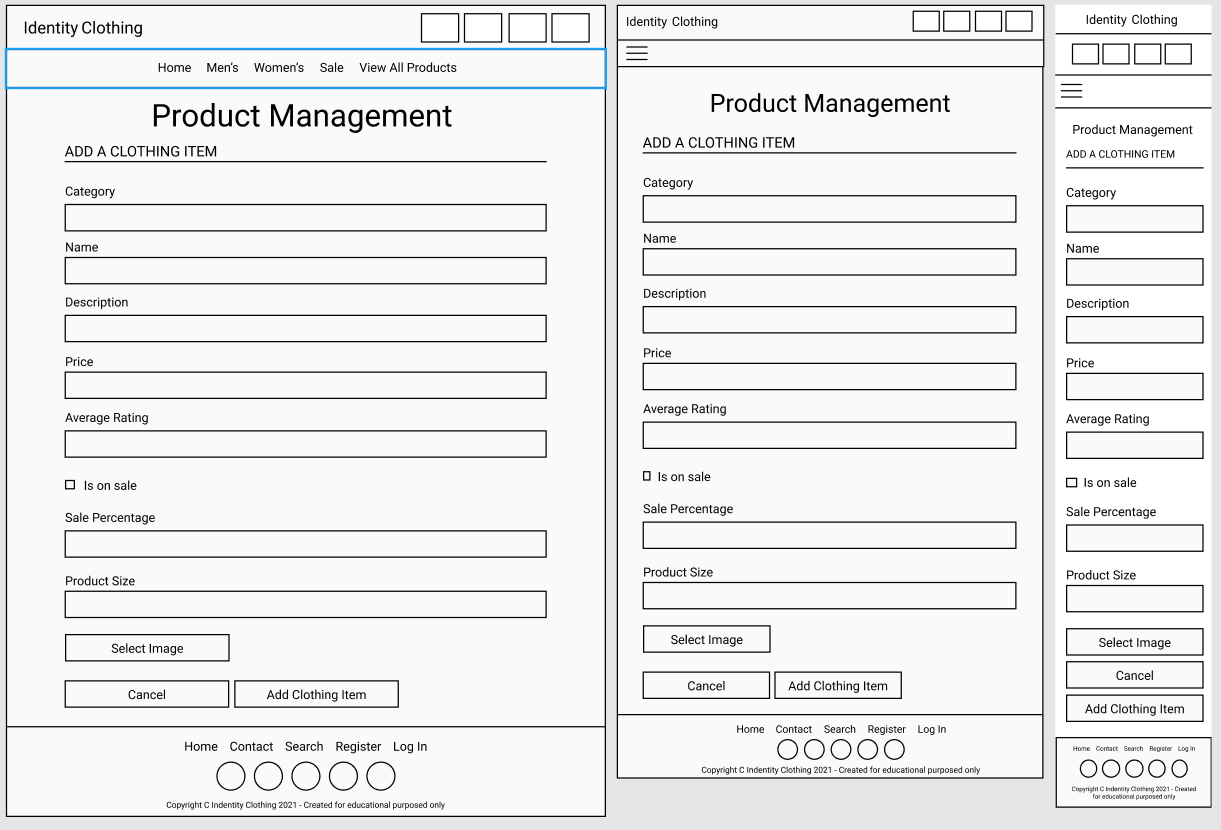 Identity Clothing
Home Men's Women's Sale View All Products
Product Management
ADD A CLOTHING ITEM
Category
Name
Description
Price
Average Rating
Is on sale
Sale Percentage
Product Size
Select Image
Cancel Add Clothing Item
Home Contact Search Register Log In
Copyright C Indentity Clothing 2021 - Created for educational purposed only
Identity Clothing
Product Management
ADD A CLOTHING ITEM
Category
Name
Description
Price
Average Rating
Is on sale
Sale Percentage
Product Size
Select Image
Cancel Add Clothing Item
Home Contact Search Register Log In
Copyright C Indentity Clothing 2021 - Created for educational purposed only
Identity Clothing
Product Management
ADD A CLOTHING ITEM
Category
Name
Description
Price
Average Rating
Is on sale
Sale Percentage
Product Size
Select Image
Cancel
Add Clothing Item
Home Contact Search Register Log In
Copyright C Indentity Clothing 2021 - Created
for educational purposed only